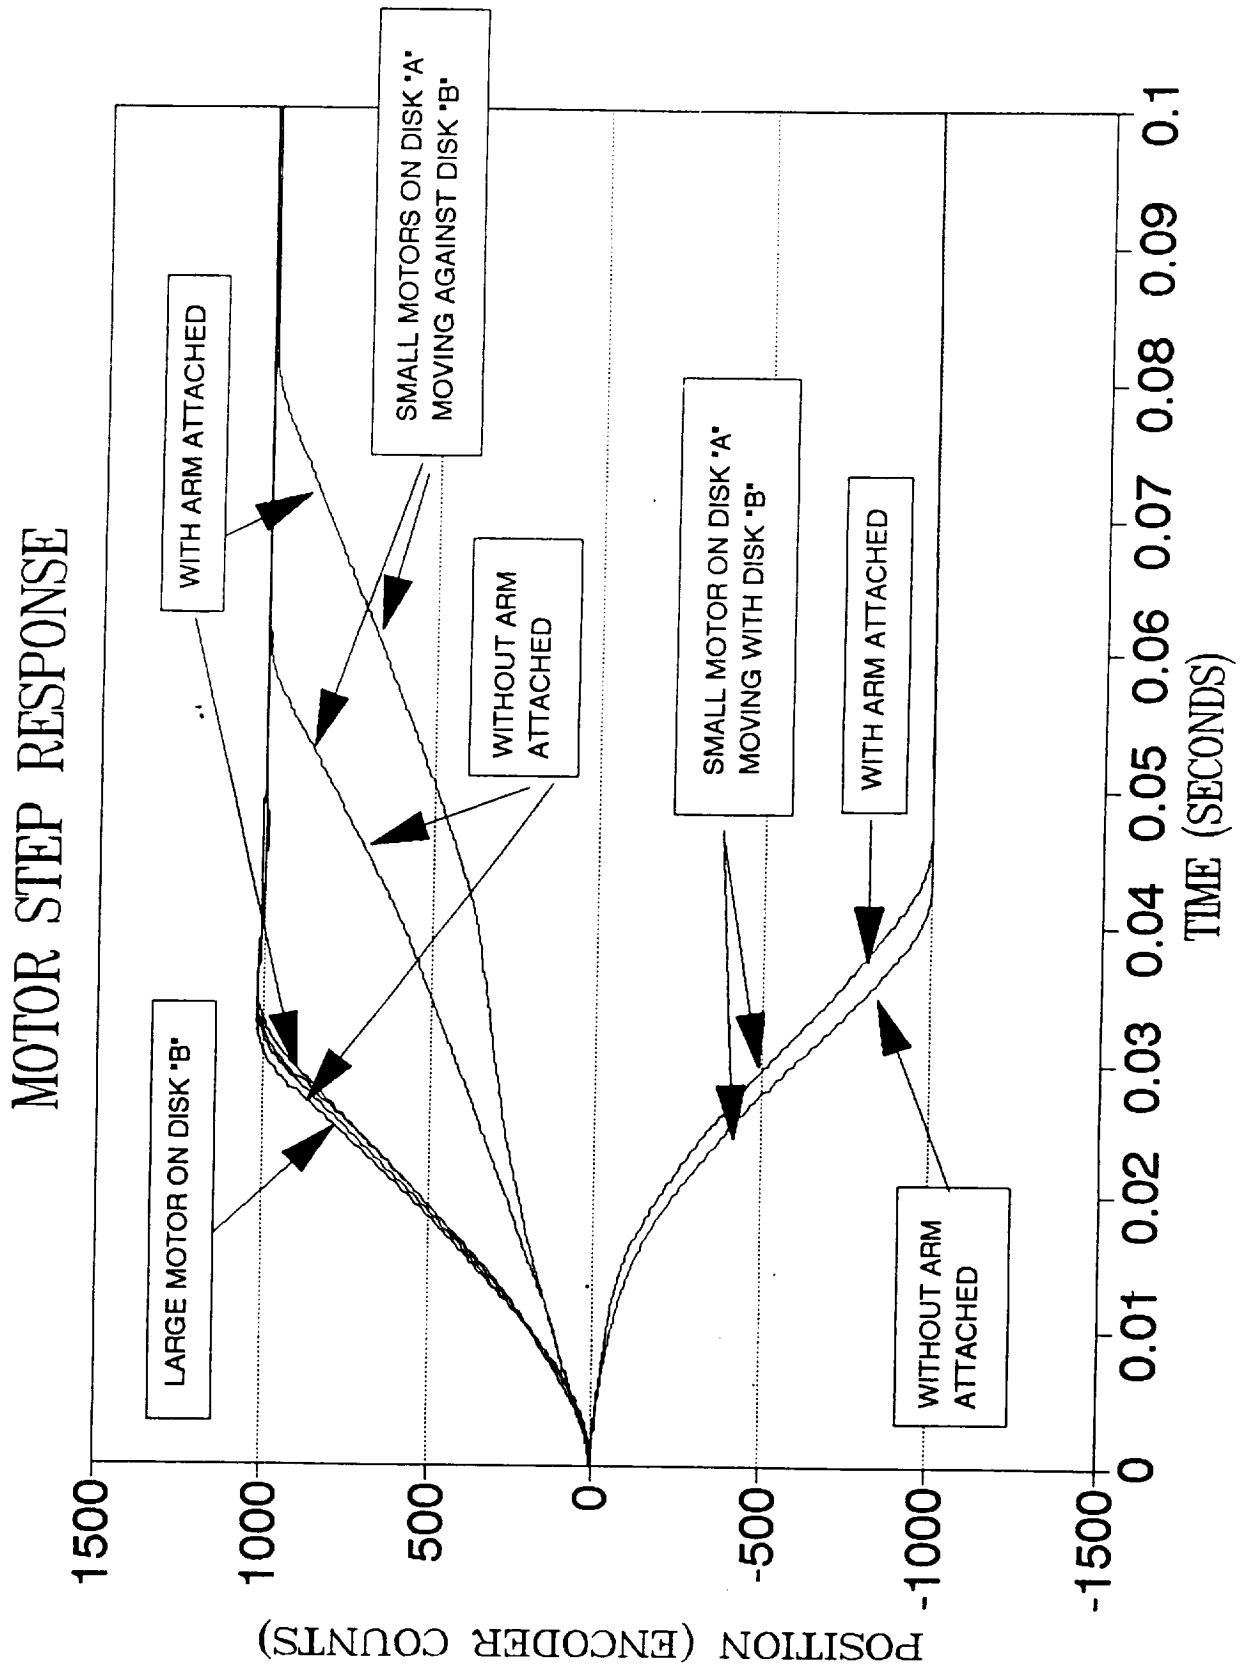 MOTOR STEP RESPONSE
POSITION (ENCODER COUNTS)
1500
1000
500
0
-500
-1000
-1500
LARGE MOTOR ON DISK "B"
WITH ARM ATTACHED
SMALL MOTORS ON DISK "A"
MOVING AGAINST DISK "B"
WITHOUT ARM
ATTACHED
SMALL MOTOR ON DISK "A"
MOVING WITH DISK "B"
WITH ARM ATTACHED
WITHOUT ARM
ATTACHED
0
0.01
0.02
0.03
0.04
0.05
0.06
0.07
0.08
0.09
0.1
TIME (SECONDS)